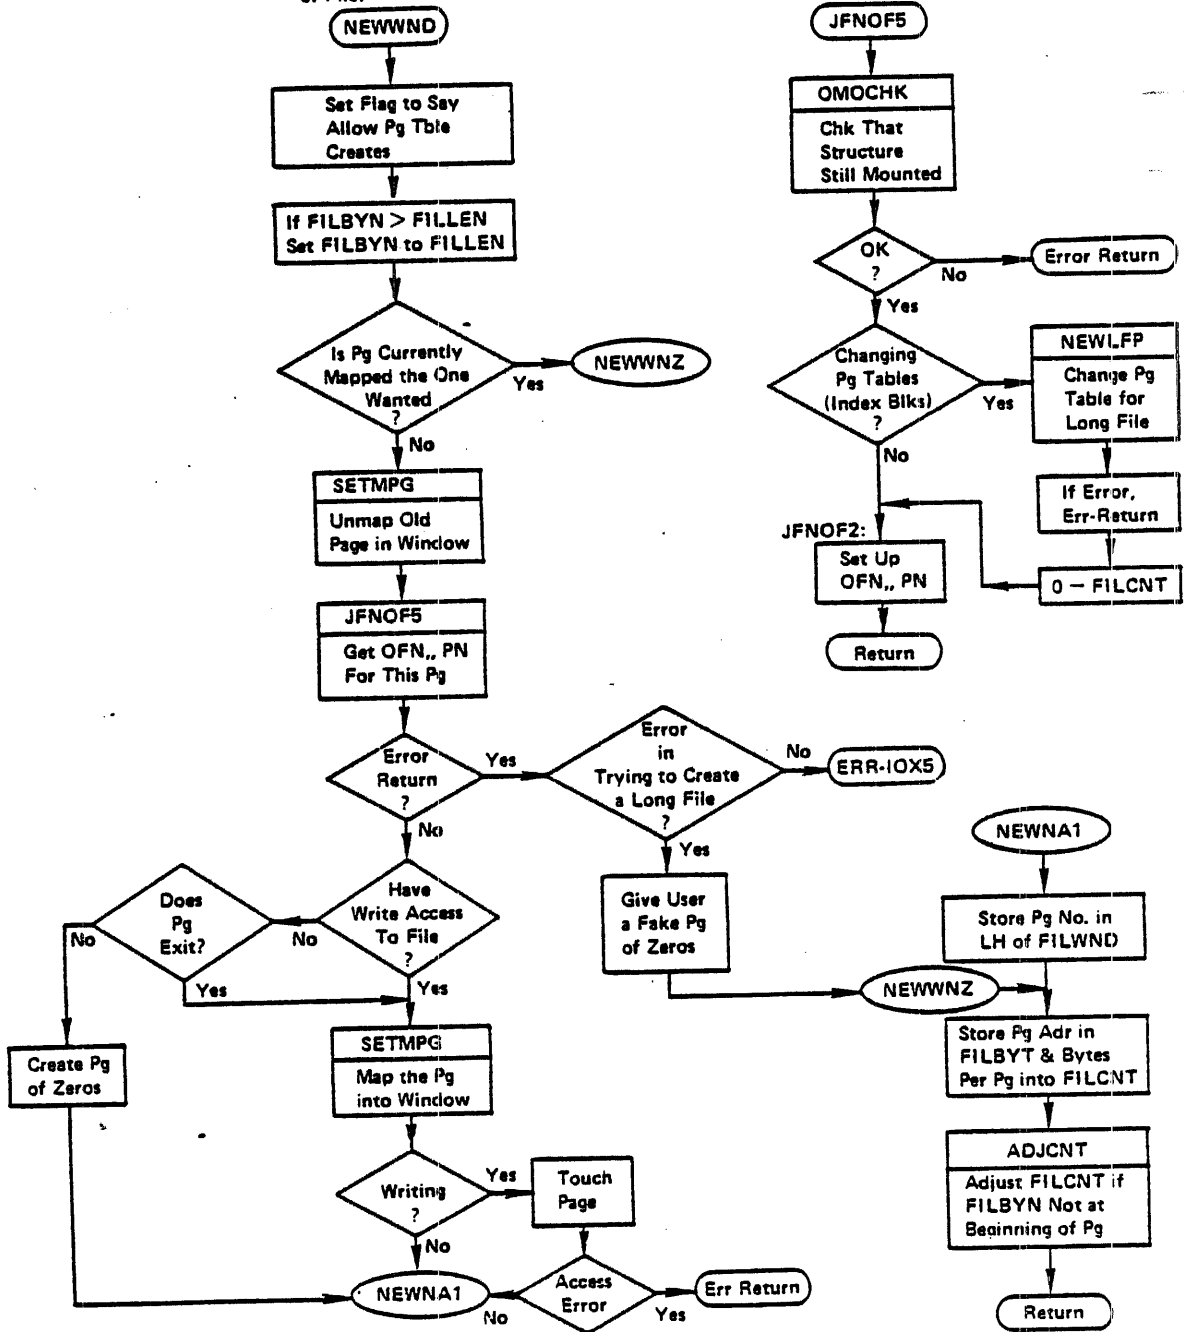 NEWWND
Set Flag to Say
Allow Pg Tble
Creates
If FILBYN > FILLEN
Set FILBYN to FILLEN
Is Pg Currently
Mapped the One
Wanted
?
Yes
NEWWNZ
No
SETMPG
Unmap Old
Page in Window
JFNOF5
Get OFN,, PN
For This Pg
Error
Return
?
Yes
Error
in
Trying to Create
a Long File
?
No
ERR-IOX5
Yes
Give User
a Fake Pg
of Zeros
NEWWNZ
No
Have
Write Access
To File
?
No
Does
Pg
Exit?
No
Yes
Create Pg
of Zeros
Yes
SETMPG
Map the Pg
into Window
Writing
?
Yes
Touch
Page
No
NEWNA1
Access
Error
No
Yes
Err Return
JFNOF5
OMOCHK
Chk That
Structure
Still Mounted
OK
?
No
Error Return
Yes
Changing
Pg Tables
(Index Blks)
?
Yes
NEWLFP
Change Pg
Table for
Long File
If Error,
Err-Return
0 — FILCNT
No
JFNOF2:
Set Up
OFN,, PN
Return
NEWNA1
Store Pg No. in
LH of FILWND
Store Pg Adr in
FILBYT & Bytes
Per Pg into FILCNT
ADJCNT
Adjust FILCNT if
FILBYN Not at
Beginning of Pg
Return